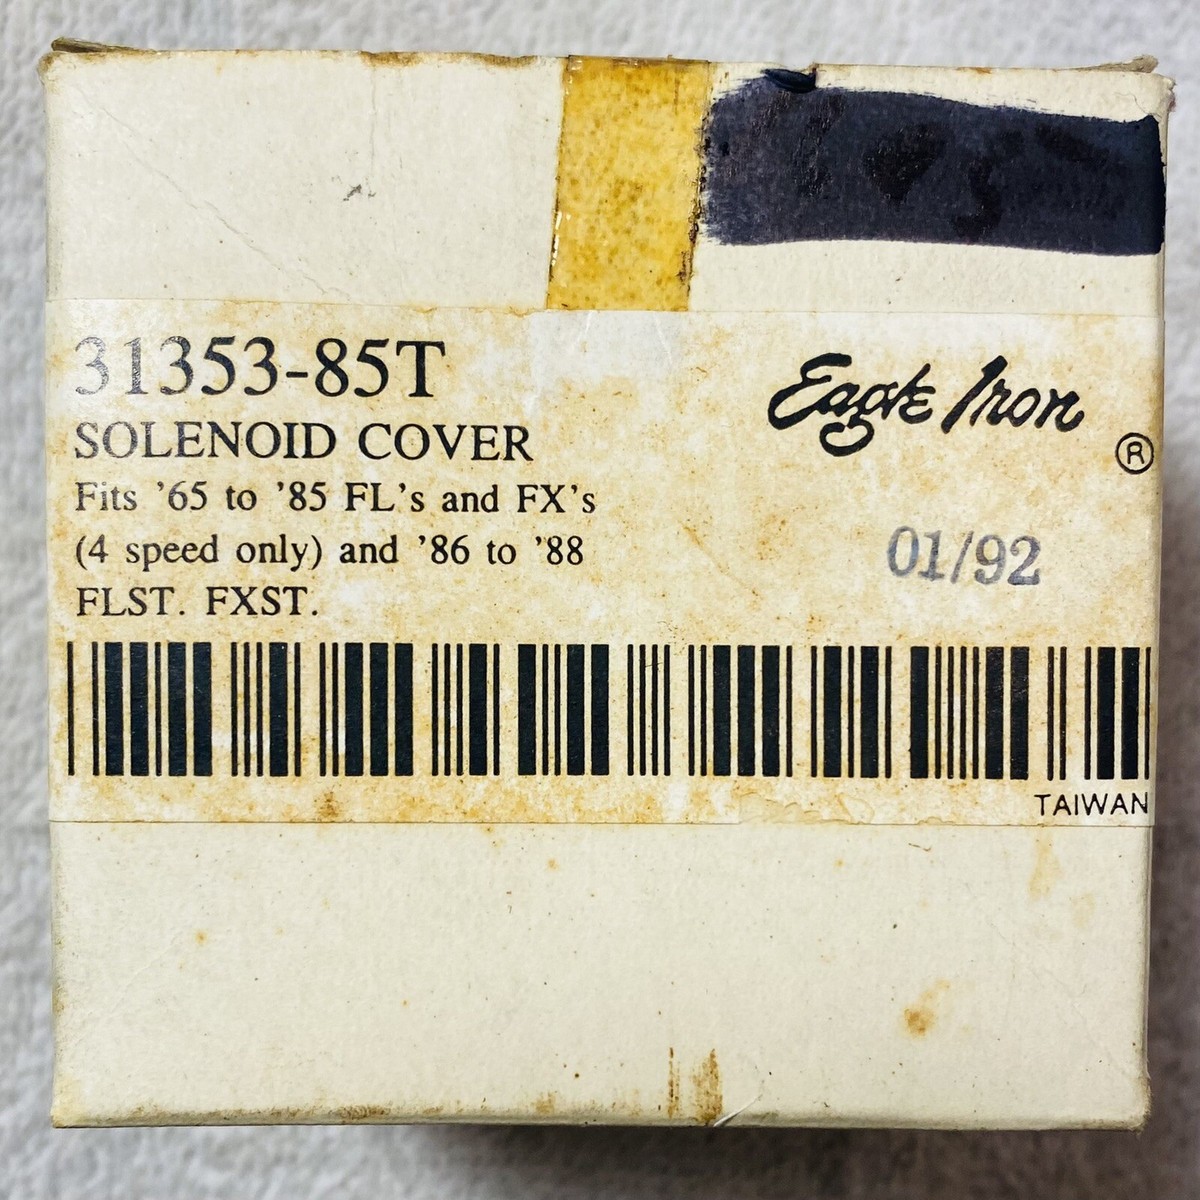 31353-85T
SOLENOID COVER
Fits '65 to '85 FL's and FX's
(4 speed only) and '86 to '88
FLST. FXST.
Eagle Iron
®
01/92
TAIWAN